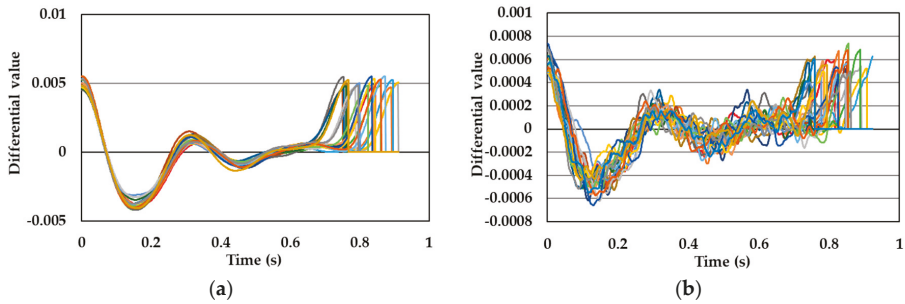 0.01
0.005
0
-0.005
Differential value
0 0.2 0.4 0.6 0.8 1
Time (s)
(a)
0.001
0.0008
0.0006
0.0004
0.0002
0
-0.0002
-0.0004
-0.0006
-0.0008
Differential value
0 0.2 0.4 0.6 0.8 1
Time (s)
(b)